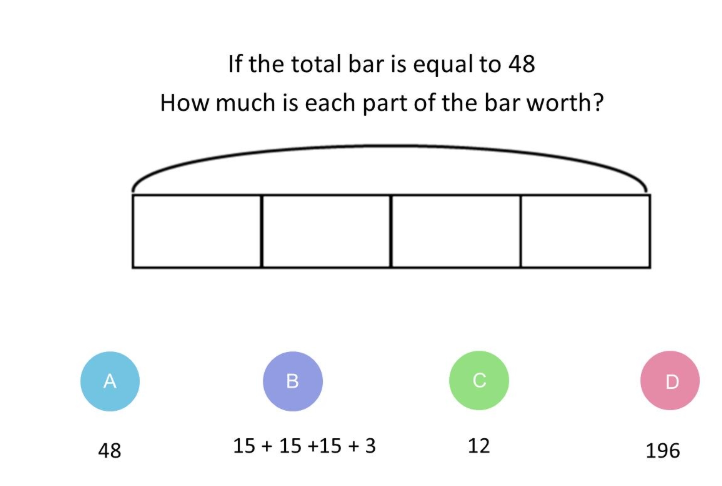 If the total bar is equal to 48
How much is each part of the bar worth?
A
B
C
D
48
15 + 15 +15 + 3
12
196